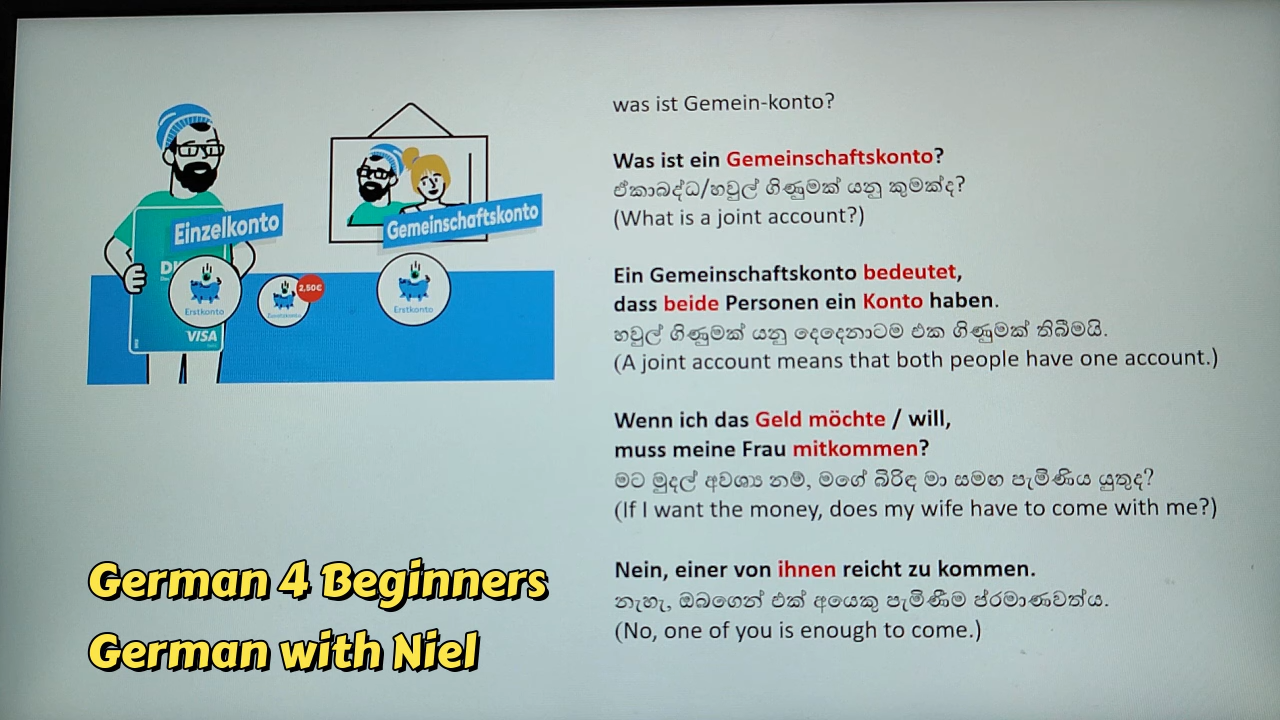 Einzelkonto
Gemeinschaftskonto
Erstkonto
2,50€
Erstkonto
VISA
was ist Gemein-konto?
Was ist ein Gemeinschaftskonto?
ඒකාබද්ධ/හවුල් ගිණුමක් යනු කුමක්ද?
(What is a joint account?)
Ein Gemeinschaftskonto bedeutet,
dass beide Personen ein Konto haben.
හවුල් ගිණුමක් යනු දෙදෙනාටම එක ගිණුමක් තිබීමයි.
(A joint account means that both people have one account.)
Wenn ich das Geld möchte / will,
muss meine Frau mitkommen?
මට මුදල් අවශ්‍ය නම්, මගේ බිරිඳ මා සමඟ පැමිණිය යුතුද?
(If I want the money, does my wife have to come with me?)
Nein, einer von ihnen reicht zu kommen.
නැහැ, ඔබගෙන් එක් අයෙකු පැමිණීම ප්රමාණවත්ය.
(No, one of you is enough to come.)
German 4 Beginners
German with Niel